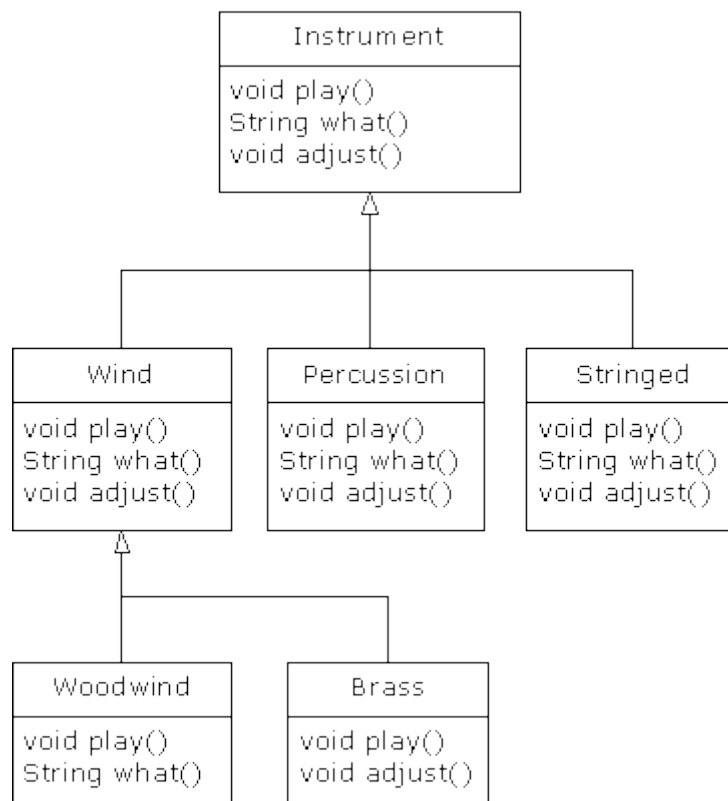 Instrument
void play()
String what()
void adjust()
Wind
void play()
String what()
void adjust()
Percussion
void play()
String what()
void adjust()
Stringed
void play()
String what()
void adjust()
Woodwind
void play()
String what()
Brass
void play()
void adjust()